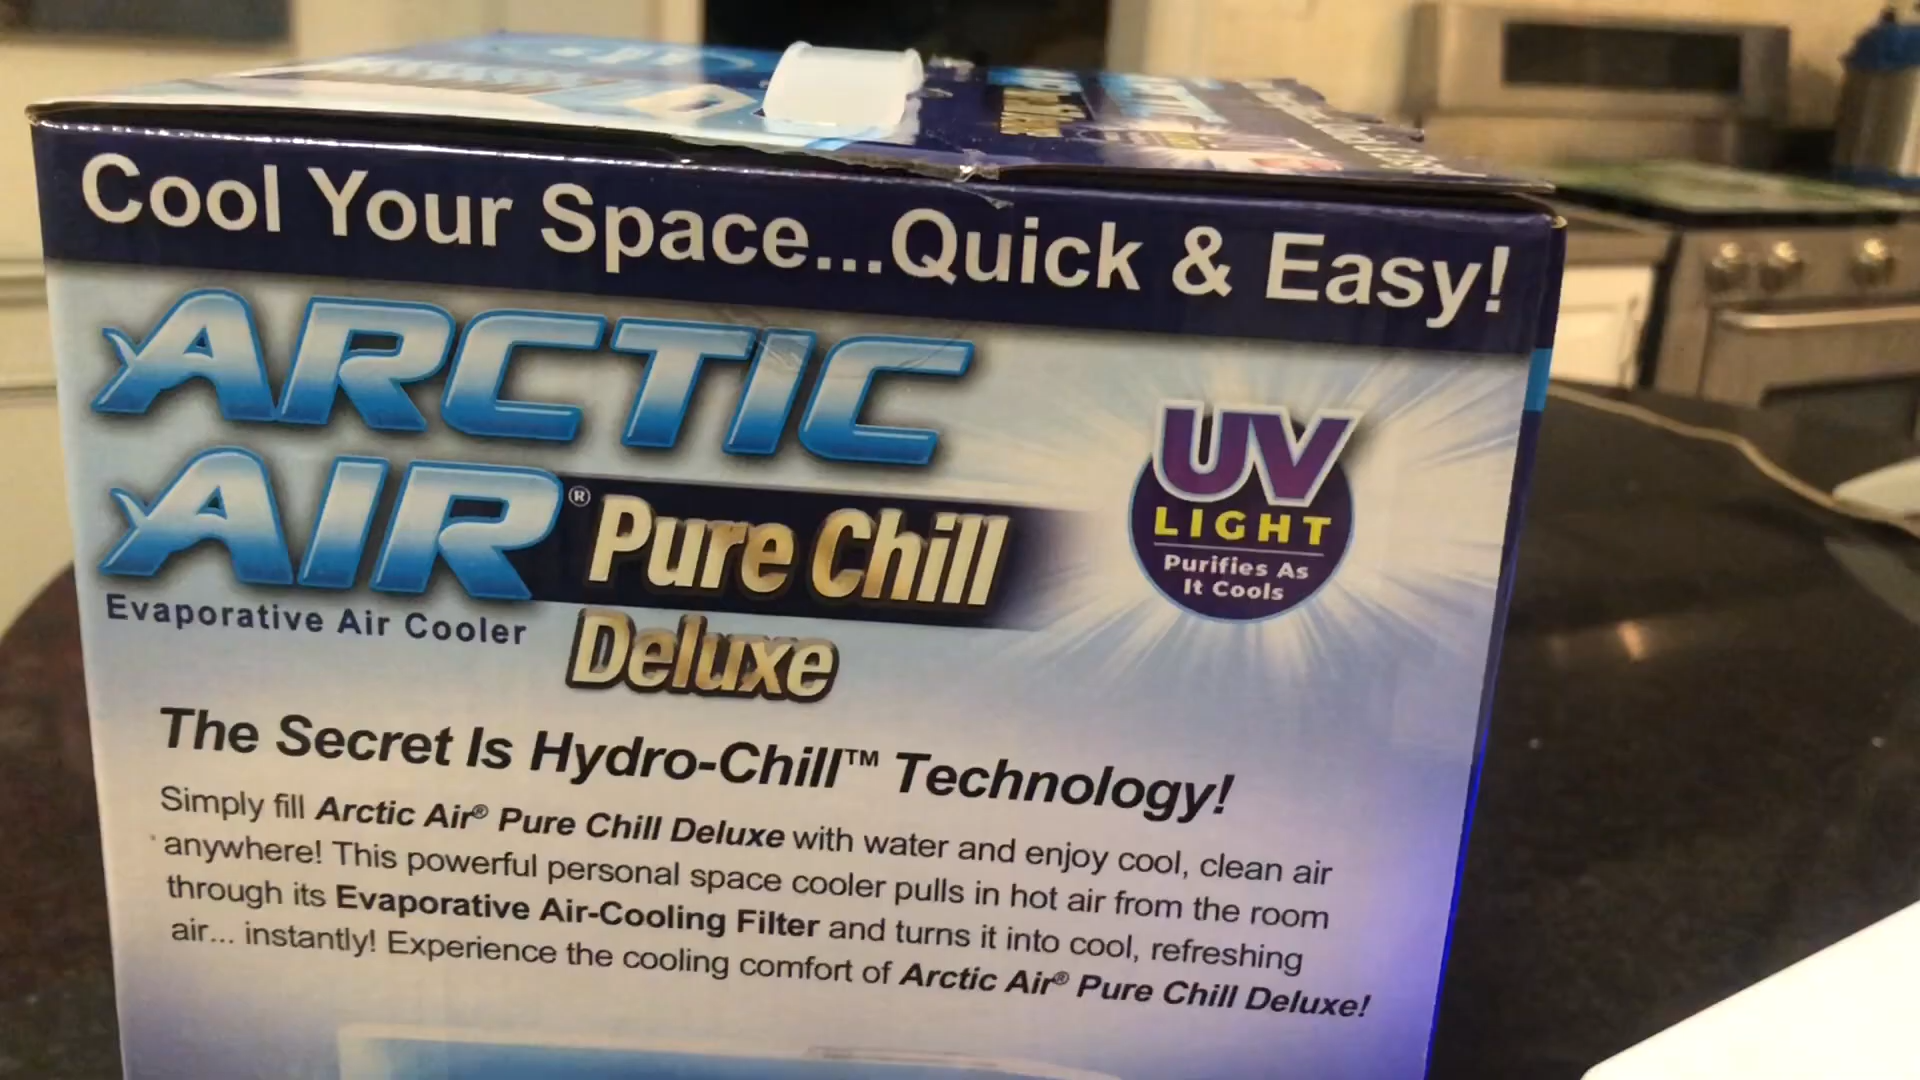 Cool Your Space...Quick & Easy!
ARCTIC
AIR® Pure Chill
Evaporative Air Cooler
Deluxe
UV
LIGHT
Purifies As
It Cools
The Secret Is Hydro-Chill™ Technology!
Simply fill Arctic Air® Pure Chill Deluxe with water and enjoy cool, clean air
anywhere! This powerful personal space cooler pulls in hot air from the room
through its Evaporative Air-Cooling Filter and turns it into cool, refreshing
air... instantly! Experience the cooling comfort of Arctic Air® Pure Chill Deluxe!